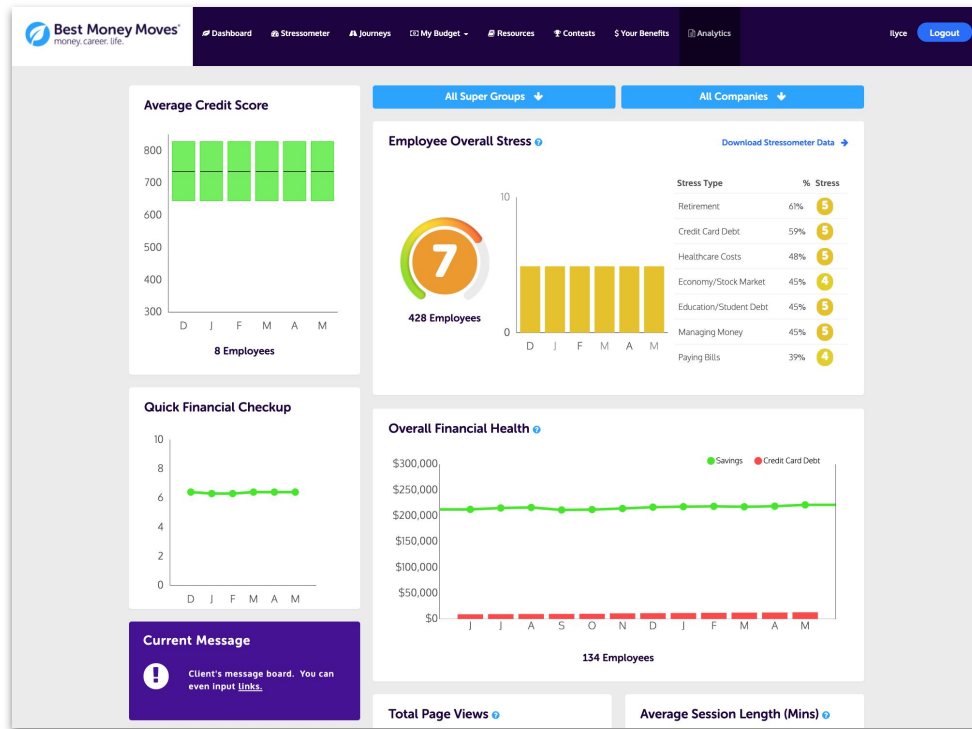 Best Money Moves®
money. career. life.
Dashboard
Stressometer
Journeys
My Budget
Resources
Contests
$ Your Benefits
Analytics
Ilyce
Logout
Average Credit Score
800
700
600
500
400
300
D J F M A M
8 Employees
Quick Financial Checkup
10
8
6
4
2
0
D J F M A M
Current Message
Client's message board. You can
even input links.
All Super Groups
All Companies
Employee Overall Stress ?
Download Stressometer Data
7
428 Employees
10
0
D J F M A M
Stress Type % Stress
Retirement 61% 5
Credit Card Debt 59% 5
Healthcare Costs 48% 5
Economy/Stock Market 45% 4
Education/Student Debt 45% 5
Managing Money 45% 5
Paying Bills 39% 4
Overall Financial Health ?
Savings Credit Card Debt
$300,000
$250,000
$200,000
$150,000
$100,000
$50,000
$0
J J A S O N D J F M A M
134 Employees
Total Page Views ?
Average Session Length (Mins) ?